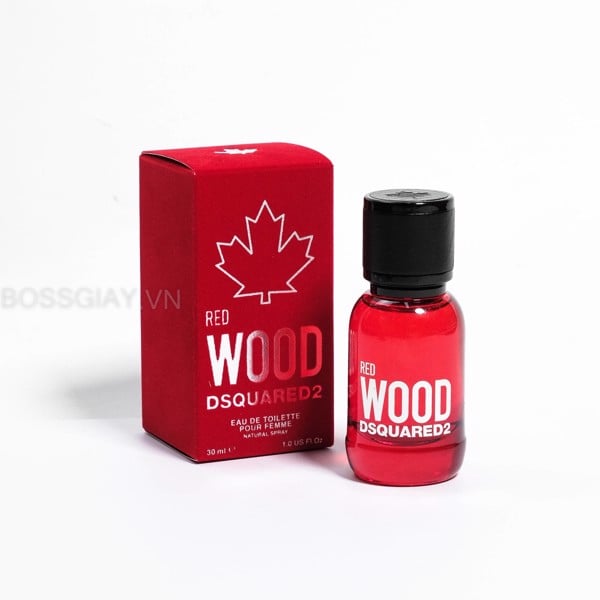 BOSSGIAY.VN
RED
WOOD
DSQUARED2
EAU DE TOILETTE
POUR FEMME
NATURAL SPRAY
30 ml ℮ 1.0 US Fl.Oz
RED
WOOD
DSQUARED2